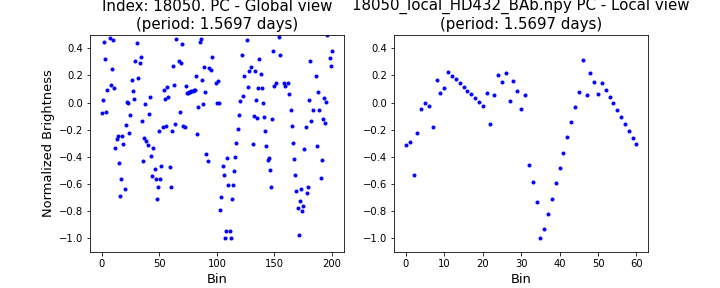 Index: 18050. PC - Global view
(period: 1.5697 days)
18050_local_HD432_BAb.npy PC - Local view
(period: 1.5697 days)
Normalized Brightness
0.4
0.2
0.0
−0.2
−0.4
−0.6
−0.8
−1.0
0 50 100 150 200
Bin
0.4
0.2
0.0
−0.2
−0.4
−0.6
−0.8
−1.0
0 10 20 30 40 50 60
Bin